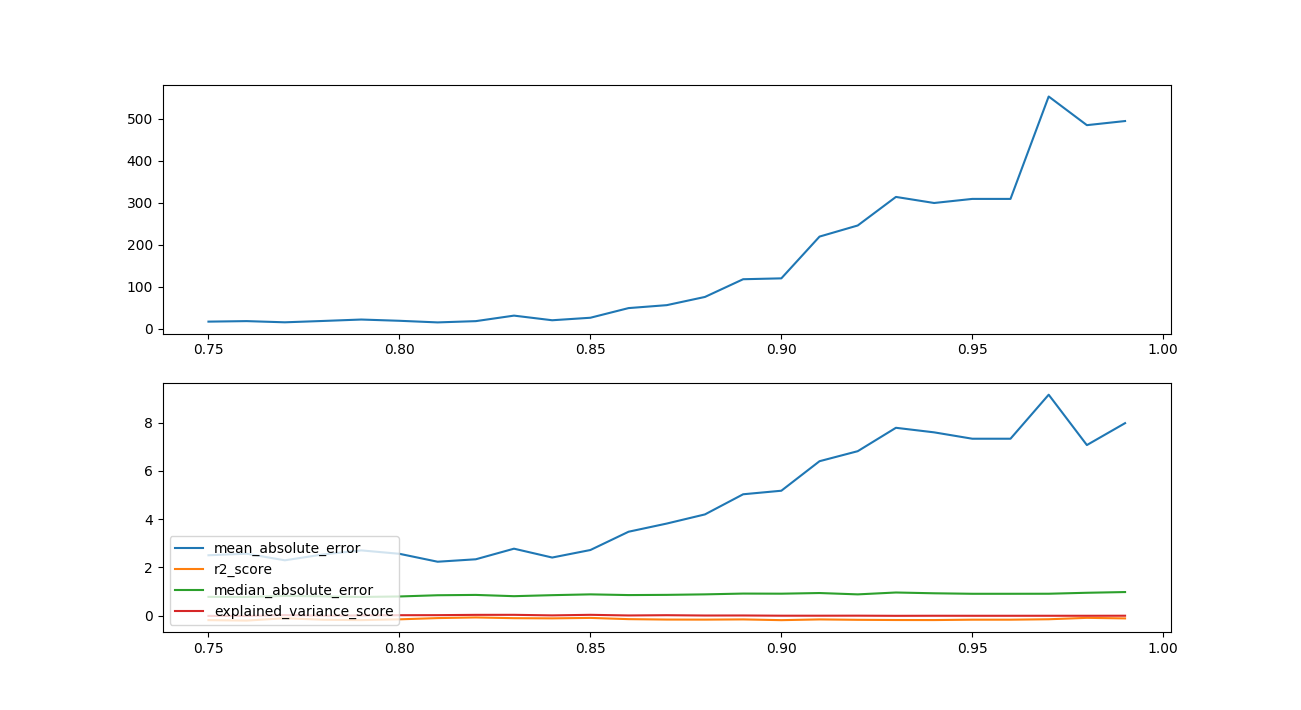 500
400
300
200
100
0
0.75 0.80 0.85 0.90 0.95 1.00
8
6
4
2
0
mean_absolute_error
r2_score
median_absolute_error
explained_variance_score
0.75 0.80 0.85 0.90 0.95 1.00